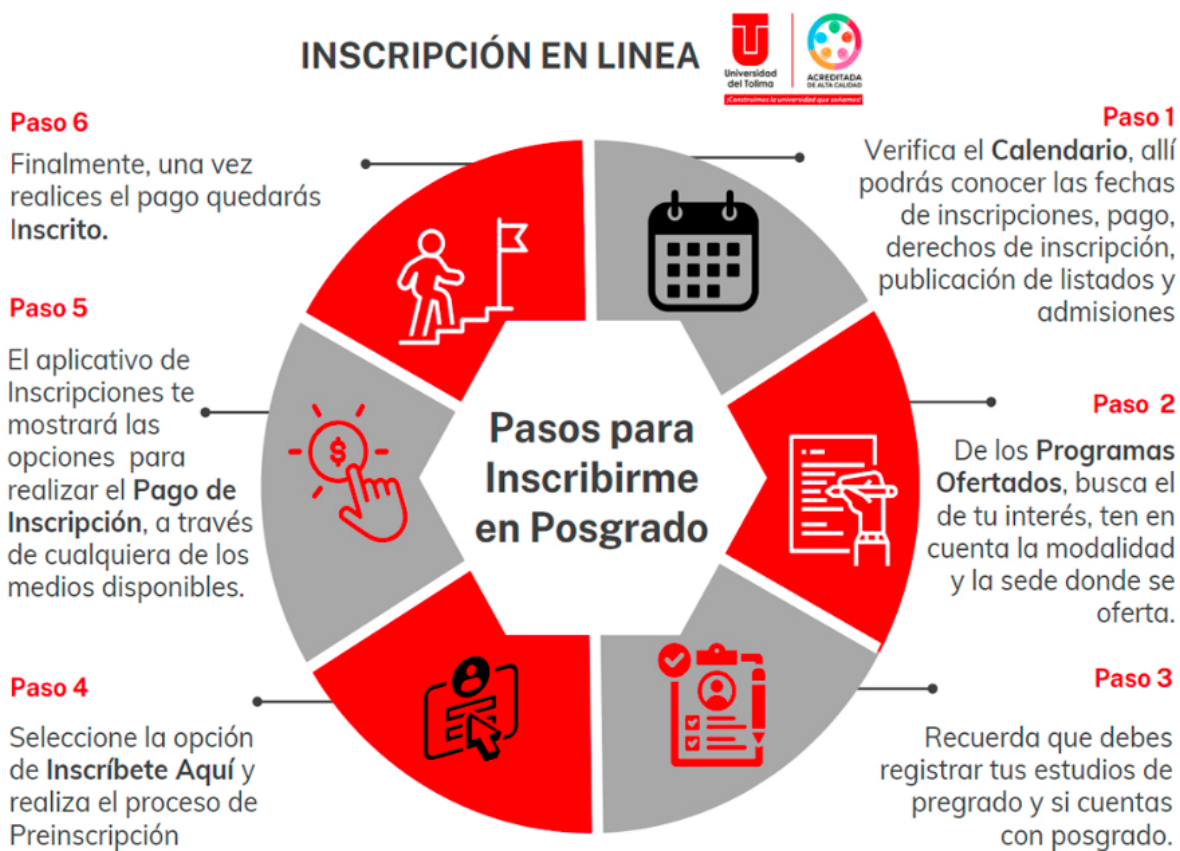 INSCRIPCIÓN EN LINEA
Universidad
del Tolima
ACREDITADA
DE ALTA CALIDAD
¡Construimos la universidad que soñamos!
Paso 1
Verifica el Calendario, allí
podrás conocer las fechas
de inscripciones, pago,
derechos de inscripción,
publicación de listados y
admisiones
Paso 2
De los Programas
Ofertados, busca el
de tu interés, ten en
cuenta la modalidad
y la sede donde se
oferta.
Paso 3
Recuerda que debes
registrar tus estudios de
pregrado y si cuentas
con posgrado.
Paso 4
Seleccione la opción
de Inscríbete Aquí y
realiza el proceso de
Preinscripción
Paso 5
El aplicativo de
Inscripciones te
mostrará las
opciones para
realizar el Pago de
Inscripción, a través
de cualquiera de los
medios disponibles.
Paso 6
Finalmente, una vez
realices el pago quedarás
Inscrito.
Pasos para
Inscribirme
en Posgrado
$